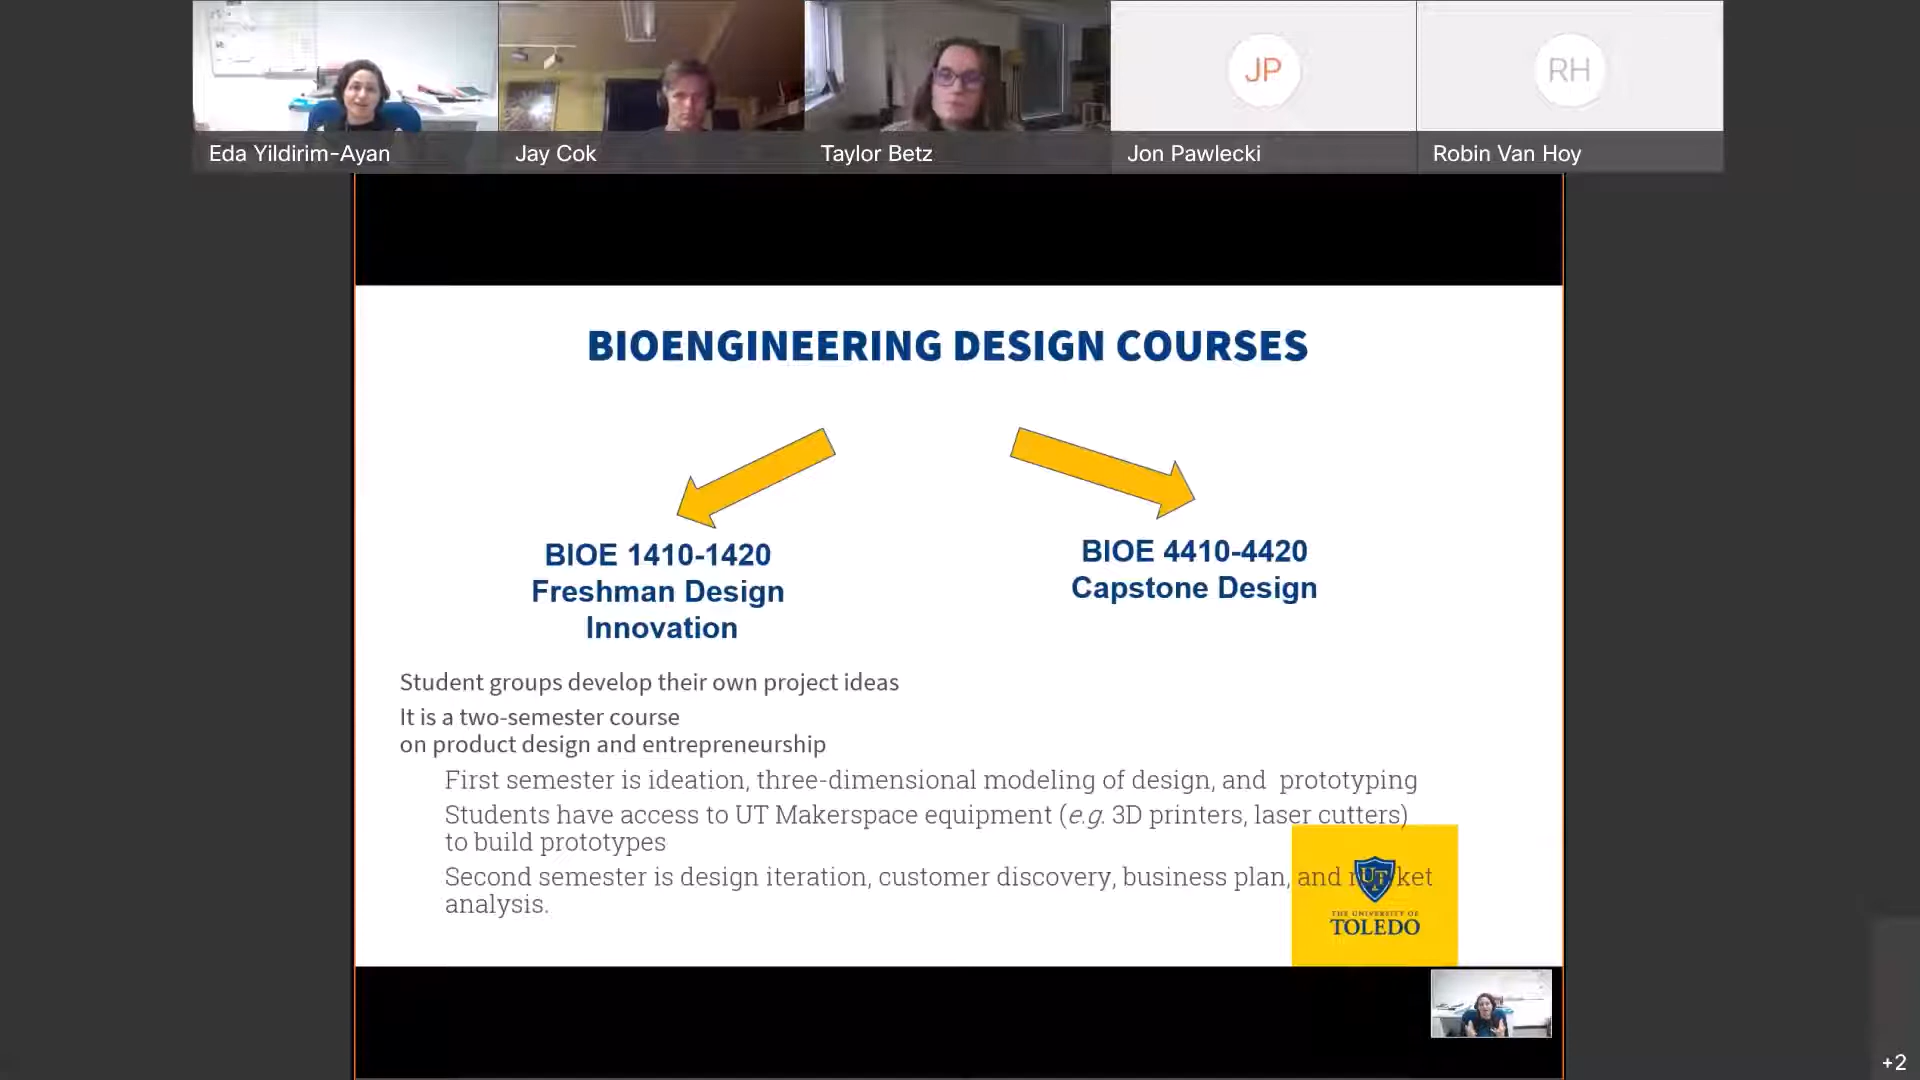 JP
RH
Eda Yildirim-Ayan
Jay Cok
Taylor Betz
Jon Pawlecki
Robin Van Hoy
BIOENGINEERING DESIGN COURSES
BIOE 1410-1420
Freshman Design
Innovation
BIOE 4410-4420
Capstone Design
Student groups develop their own project ideas
It is a two-semester course
on product design and entrepreneurship
First semester is ideation, three-dimensional modeling of design, and prototyping
Students have access to UT Makerspace equipment (e.g. 3D printers, laser cutters)
to build prototypes
Second semester is design iteration, customer discovery, business plan, and market
analysis.
UT
THE UNIVERSITY OF
TOLEDO
+2